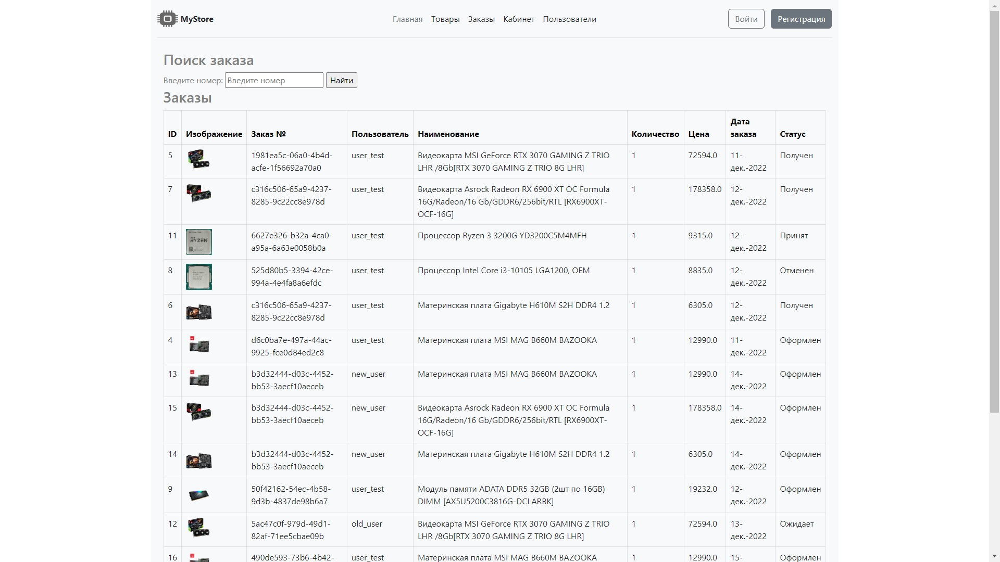 MyStore
Главная Товары Заказы Кабинет Пользователи
Войти Регистрация
Поиск заказа
Введите номер: Введите номер Найти
Заказы
ID Изображение Заказ № Пользователь Наименование Количество Цена Дата заказа Статус
5 1981ea5c-06a0-4b4d- user_test Видеокарта MSI GeForce RTX 3070 GAMING Z TRIO 1 72594.0 11- Получен
acfe-1f56692a70a0 LHR /8Gb[RTX 3070 GAMING Z TRIO 8G LHR] дек.-2022
7 c316c506-65a9-4237- user_test Видеокарта Asrock Radeon RX 6900 XT OC Formula 1 178358.0 12- Получен
8285-9c22cc8e978d 16G/Radeon/16 Gb/GDDR6/256bit/RTL [RX6900XT- дек.-2022
OCF-16G]
11 RYZEN 6627e326-b32a-4ca0- user_test Процессор Ryzen 3 3200G YD3200C5M4MFH 1 9315.0 12- Принят
a95a-6a63e0058b0a дек.-2022
8 525d80b5-3394-42ce- user_test Процессор Intel Core i3-10105 LGA1200, OEM 1 8835.0 12- Отменен
994a-4e4fa8a6efdc дек.-2022
6 c316c506-65a9-4237- user_test Материнская плата Gigabyte H610M S2H DDR4 1.2 1 6305.0 12- Получен
8285-9c22cc8e978d дек.-2022
4 d6c0ba7e-497a-44ac- user_test Материнская плата MSI MAG B660M BAZOOKA 1 12990.0 11- Оформлен
9925-fce0d84ed2c8 дек.-2022
13 b3d32444-d03c-4452- new_user Материнская плата MSI MAG B660M BAZOOKA 1 12990.0 14- Оформлен
bb53-3aecf10aeceb дек.-2022
15 b3d32444-d03c-4452- new_user Видеокарта Asrock Radeon RX 6900 XT OC Formula 1 178358.0 14- Оформлен
bb53-3aecf10aeceb 16G/Radeon/16 Gb/GDDR6/256bit/RTL [RX6900XT- дек.-2022
OCF-16G]
14 b3d32444-d03c-4452- new_user Материнская плата Gigabyte H610M S2H DDR4 1.2 1 6305.0 14- Оформлен
bb53-3aecf10aeceb дек.-2022
9 50f42162-54ec-4b58- user_test Модуль памяти ADATA DDR5 32GB (2шт по 16GB) 1 19232.0 12- Оформлен
9d3b-4837de98b6a7 DIMM [AX5U5200C3816G-DCLARBK] дек.-2022
12 5ac47c0f-979d-49d1- old_user Видеокарта MSI GeForce RTX 3070 GAMING Z TRIO 1 72594.0 13- Ожидает
82af-71ee5cbae09b LHR /8Gb[RTX 3070 GAMING Z TRIO 8G LHR] дек.-2022
16 490de593-73b6-4b42- user_test Материнская плата MSI MAG B660M BAZOOKA 1 12990.0 15- Оформлен